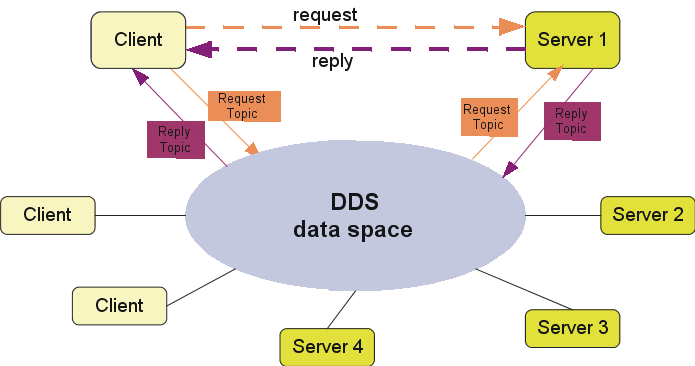 request
Client
Server 1
reply
Request
Topic
Request
Topic
Reply
Topic
Reply
Topic
DDS
data space
Client
Server 2
Client
Server 3
Server 4